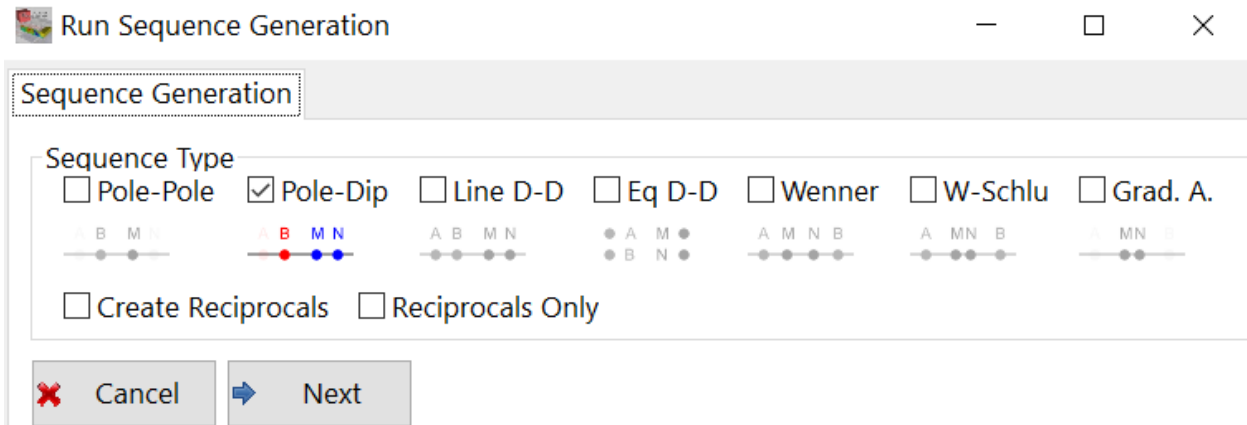 Run Sequence Generation
Sequence Generation
Sequence Type
Pole-Pole Pole-Dip Line D-D Eq D-D Wenner W-Schlu Grad. A.
A B M N A B M N A B M N A M A M N B A MN B A MN B
B N
Create Reciprocals Reciprocals Only
Cancel Next